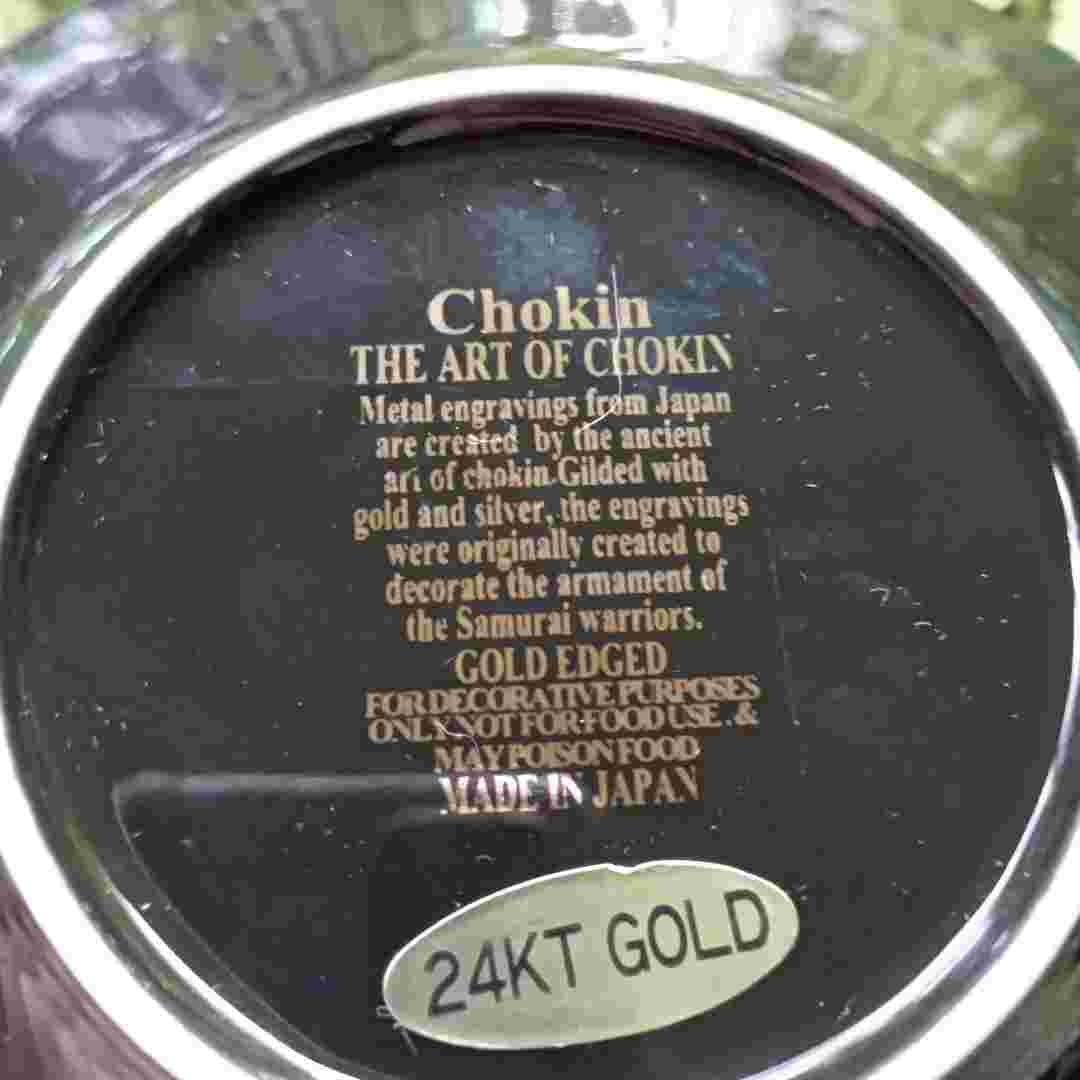 Chokin
THE ART OF CHOKIN
Metal engravings from Japan
are created by the ancient
art of chokin.Gilded with
gold and silver, the engravings
were originally created to
decorate the armament of
the Samurai warriors.
GOLD EDGED
FOR DECORATIVE PURPOSES
ONLY NOT FOR FOOD USE . &
MAY POISON FOOD
MADE IN JAPAN
24KT GOLD